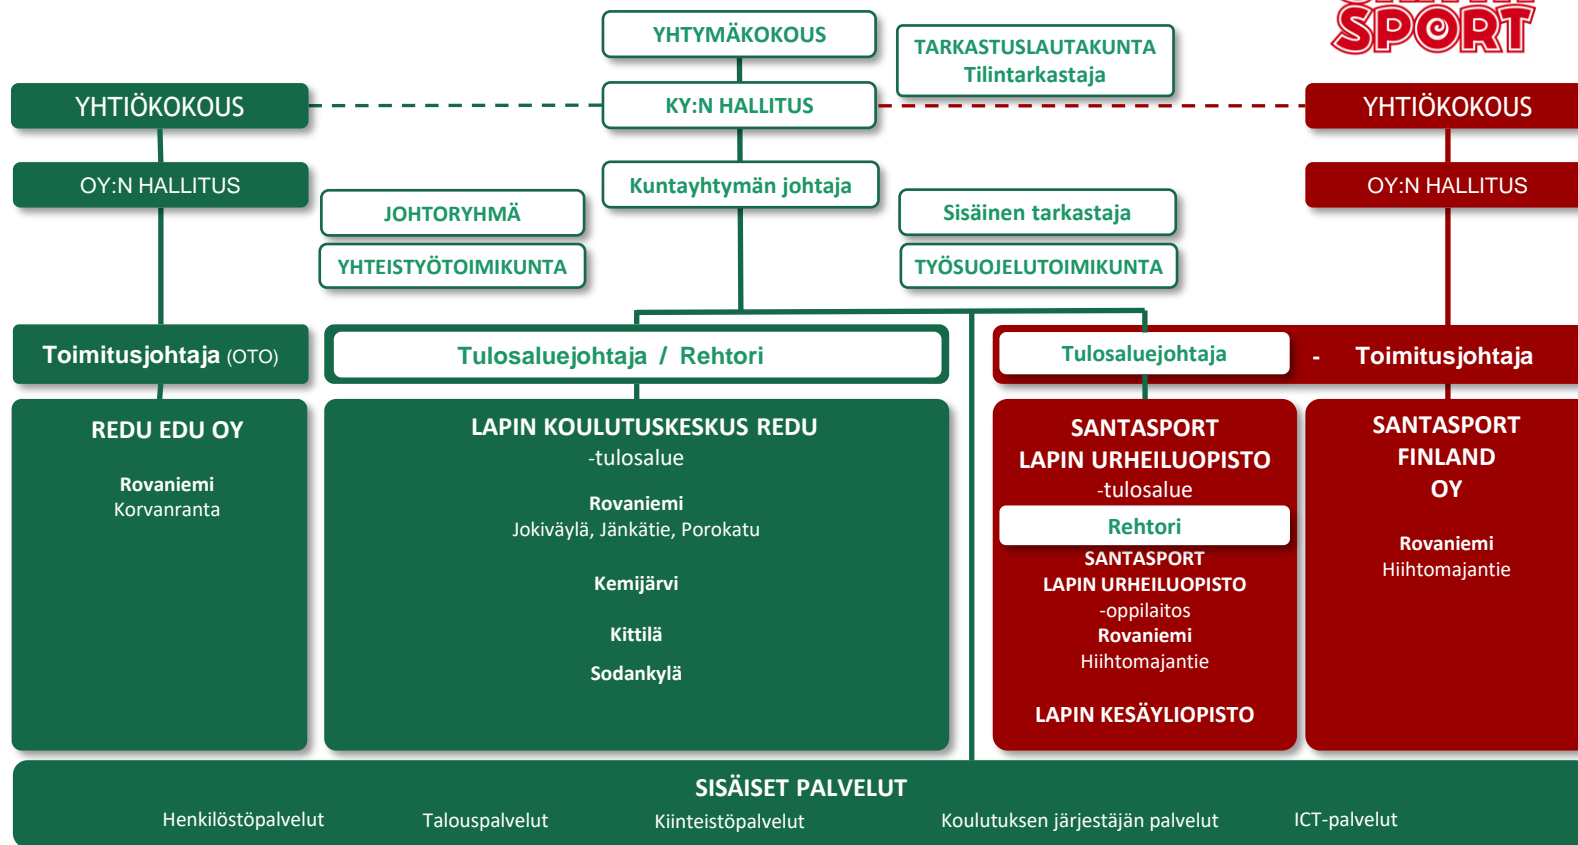 SPORT
YHTYMÄKOKOUS
TARKASTUSLAUTAKUNTA
Tilintarkastaja
YHTIÖKOKOUS
KY:N HALLITUS
YHTIÖKOKOUS
OY:N HALLITUS
Kuntayhtymän johtaja
OY:N HALLITUS
JOHTORYHMÄ
Sisäinen tarkastaja
YHTEISTYÖTOIMIKUNTA
TYÖSUOJELUTOIMIKUNTA
Toimitusjohtaja (OTO)
Tulosaluejohtaja / Rehtori
Tulosaluejohtaja - Toimitusjohtaja
REDU EDU OY
Rovaniemi
Korvanranta
LAPIN KOULUTUSKESKUS REDU
-tulosalue
Rovaniemi
Jokiväylä, Jänkätie, Porokatu
Kemijärvi
Kittilä
Sodankylä
SANTASPORT
LAPIN URHEILUOPISTO
-tulosalue
Rehtori
SANTASPORT
LAPIN URHEILUOPISTO
-oppilaitos
Rovaniemi
Hiihtomajantie
LAPIN KESÄYLIOPISTO
SANTASPORT
FINLAND
OY
Rovaniemi
Hiihtomajantie
SISÄISET PALVELUT
Henkilöstöpalvelut Talouspalvelut Kiinteistöpalvelut Koulutuksen järjestäjän palvelut ICT-palvelut